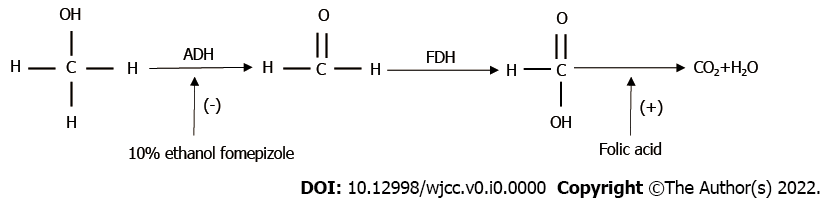 OH
O
O
H C H ADH H C H FDH H C CO₂+H₂O
H (-) OH (+)
10% ethanol fomepizole Folic acid
DOI: 10.12998/wjcc.v0.i0.0000 Copyright ©The Author(s) 2022.